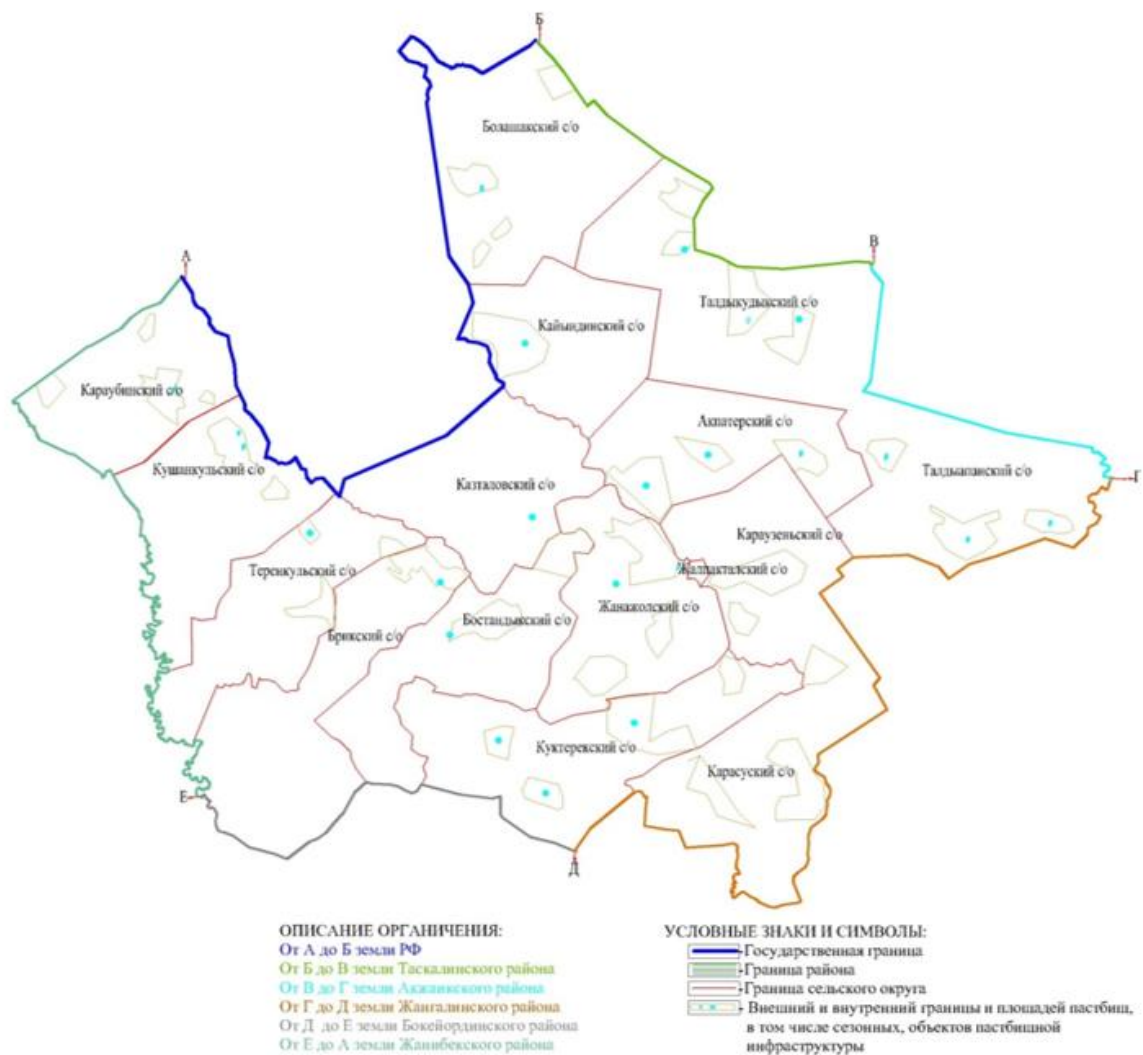 Б
Болашакский с/о
А
В
Талдыкудыкский с/о
Кайындинский с/о
Караубинский с/о
Акпатерский с/о
Кушанкульский с/о
Талдыапанский с/о
Г
Казталовский с/о
Караузеньский с/о
Теренкульский с/о
Жалпакталский с/о
Жанажолский с/о
Бостандыкский с/о
Брикский с/о
Куктерекский с/о
Карасуский с/о
Е
Д
ОПИСАНИЕ ОРГАНИЧЕНИЯ:
От А до Б земли РФ
От Б до В земли Таскалинского района
От В до Г земли Акжаикского района
От Г до Д земли Жангалинского района
От Д до Е земли Бокейординского района
От Е до А земли Жанибекского района
УСЛОВНЫЕ ЗНАКИ И СИМВОЛЫ:
-Государственная граница
-Граница района
-Граница сельского округа
- Внешний и внутренний границы и площадей пастбищ,
в том числе сезонных, объектов пастбищной
инфраструктуры